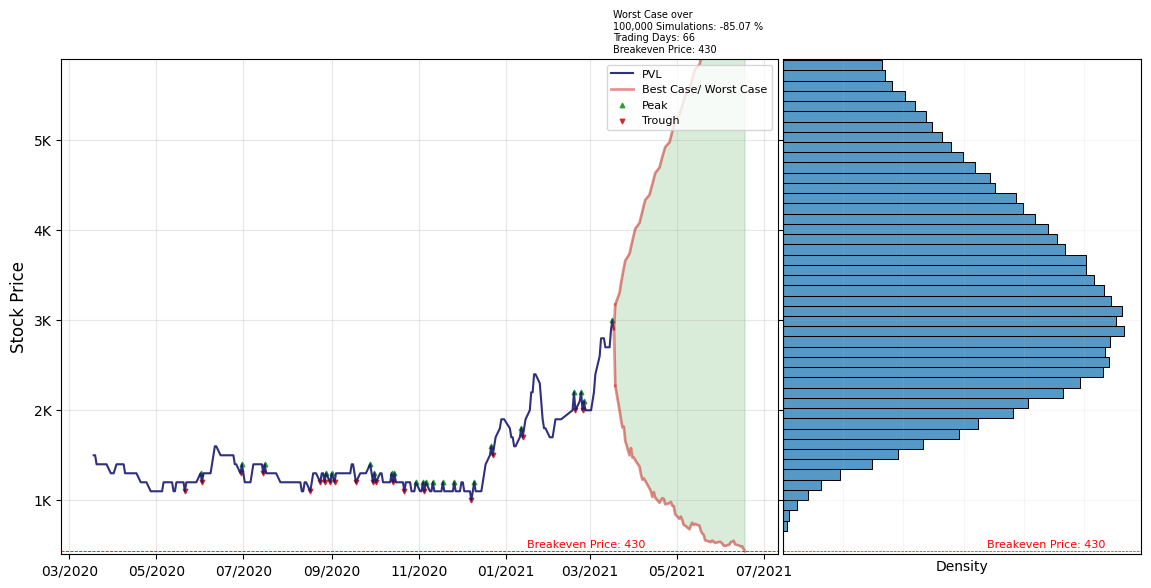 Worst Case over
100,000 Simulations: -85.07 %
Trading Days: 66
Breakeven Price: 430
PVL
Best Case/ Worst Case
Peak
Trough
Stock Price
5K
4K
3K
2K
1K
Breakeven Price: 430
Breakeven Price: 430
03/2020
05/2020
07/2020
09/2020
11/2020
01/2021
03/2021
05/2021
07/2021
Density